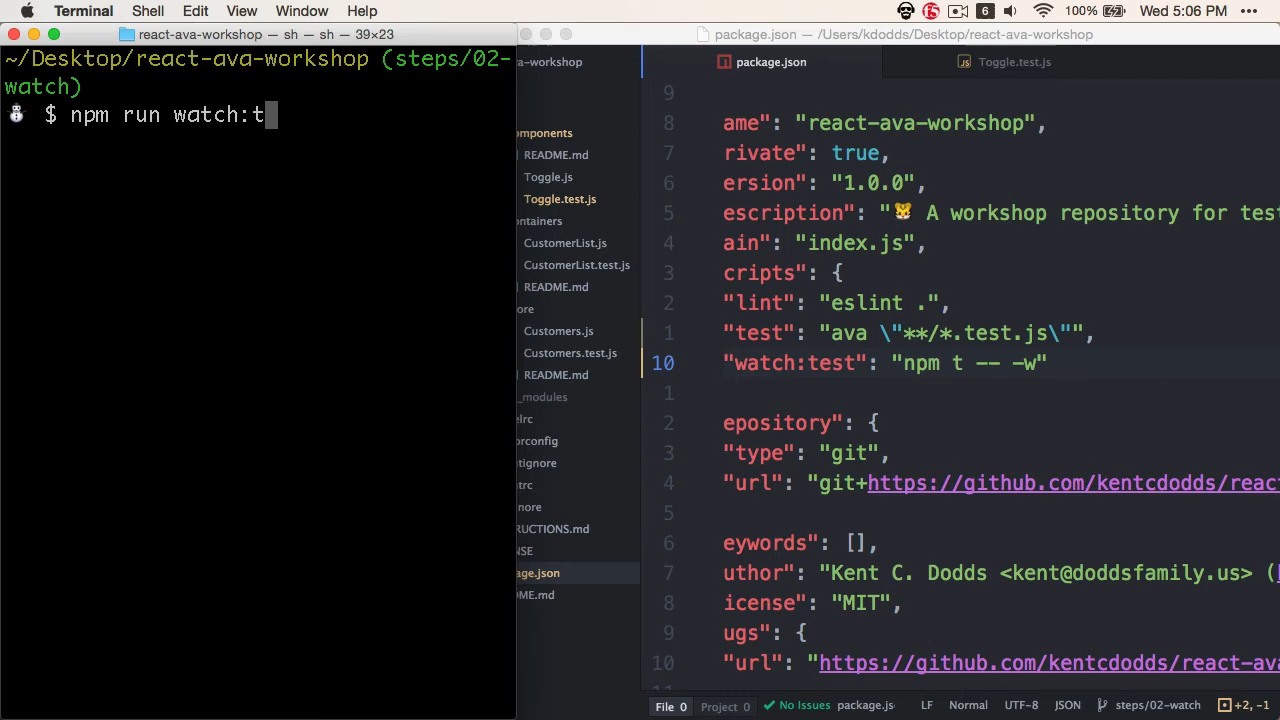 Terminal Shell Edit View Window Help 6 100% Wed 5:06 PM
react-ava-workshop — sh — sh — 39×23
package.json — /Users/kdodds/Desktop/react-ava-workshop
~/Desktop/react-ava-workshop (steps/02-
watch)
$ npm run watch:t
a-workshop
omponents
README.md
Toggle.js
Toggle.test.js
ontainers
CustomerList.js
CustomerList.test.js
README.md
ore
Customers.js
Customers.test.js
README.md
_modules
elrc
orconfig
tignore
ntrc
nore
RUCTIONS.md
NSE
age.json
DME.md
package.json
Toggle.test.js
9
8 ame": "react-ava-workshop",
7 rivate": true,
6 ersion": "1.0.0",
5 escription": "🐯 A workshop repository for test
4 ain": "index.js",
3 cripts": {
2 "lint": "eslint .",
1 "test": "ava \"**/*.test.js\"",
10 "watch:test": "npm t -- -w"
1
2 epository": {
3 "type": "git",
4 "url": "git+https://github.com/kentcdodds/react
5
6 eywords": [],
7 uthor": "Kent C. Dodds <kent@doddsfamily.us> (
8 icense": "MIT",
9 ugs": {
10 "url": "https://github.com/kentcdodds/react-av
File 0 Project 0 No Issues package.js LF Normal UTF-8 JSON steps/02-watch +2, -1